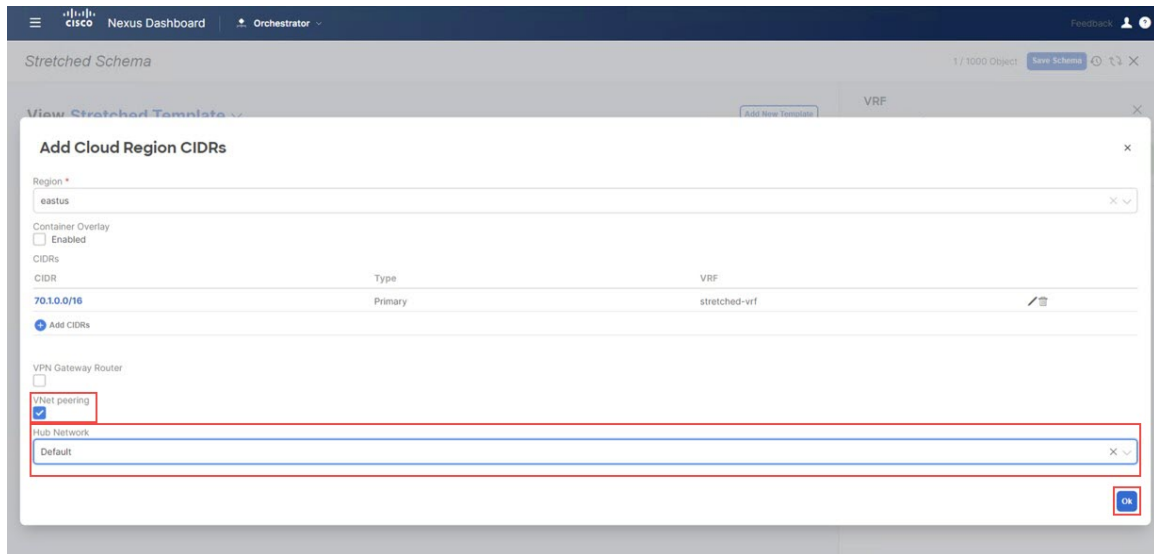 CISCO Nexus Dashboard Orchestrator Feedback
Stretched Schema 1 / 1000 Object Save Schema
View Stretched Template Add New Template VRF
Add Cloud Region CIDRs
Region *
eastus
Container Overlay
Enabled
CIDRs
CIDR Type VRF
70.1.0.0/16 Primary stretched-vrf
Add CIDRs
VPN Gateway Router
VNet peering
Hub Network
Default
Ok